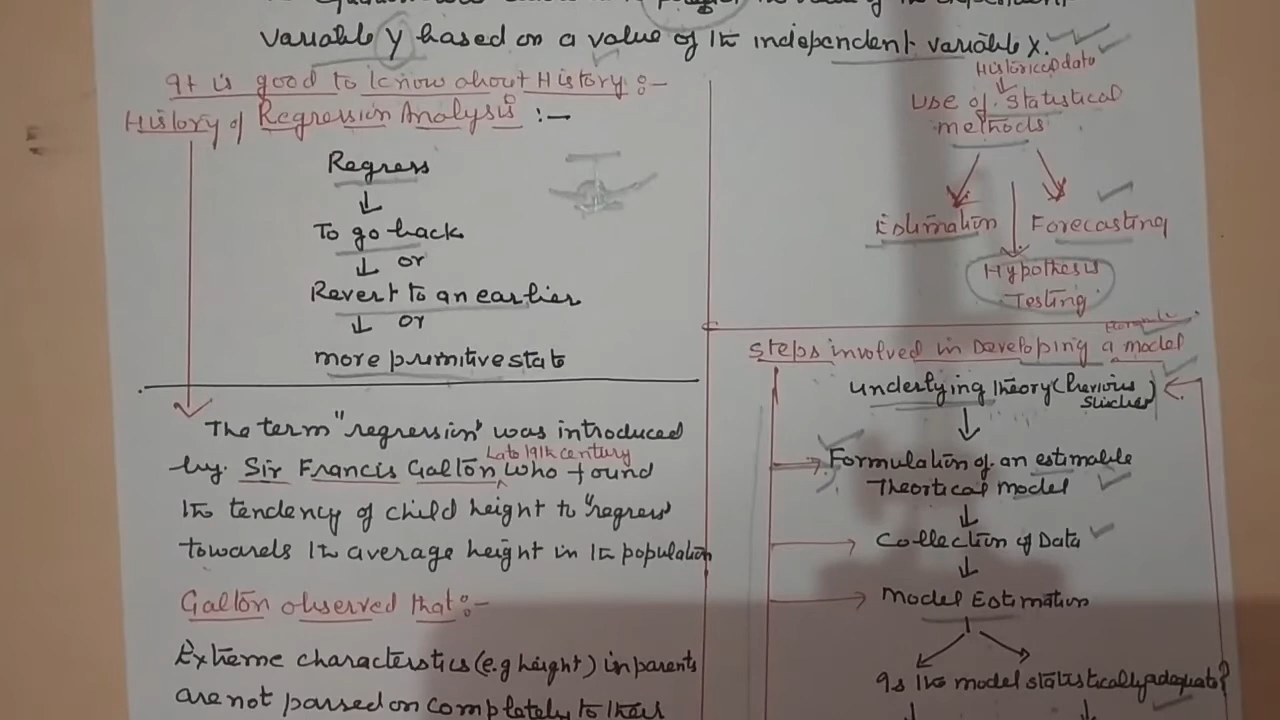 variable y based on a value of the independent variable x.
It is good to know about History:-
History of Regression Analysis :-
Regress
↓
To go back
↓ or
Revert to an earlier
↓ or
more primitive state
The term "regression" was introduced
by Sir Francis Galton, who found
Late 19th century
the tendency of child height to "regress"
towards the average height in the population
Galton observed that:-
Extreme characterstics (e.g height) in parents
are not passed on completely to their
Historical data
↓
Use of statistical
methods
Estimation
Forecasting
Hypothesis
Testing
Steps involved in Developing a model
Underlying Theory (Previous
Studies)
↓
Formulation of an estimable
Theortical model
↓
Collection of Data
↓
Model Estimation
Is the model statistically adequate?